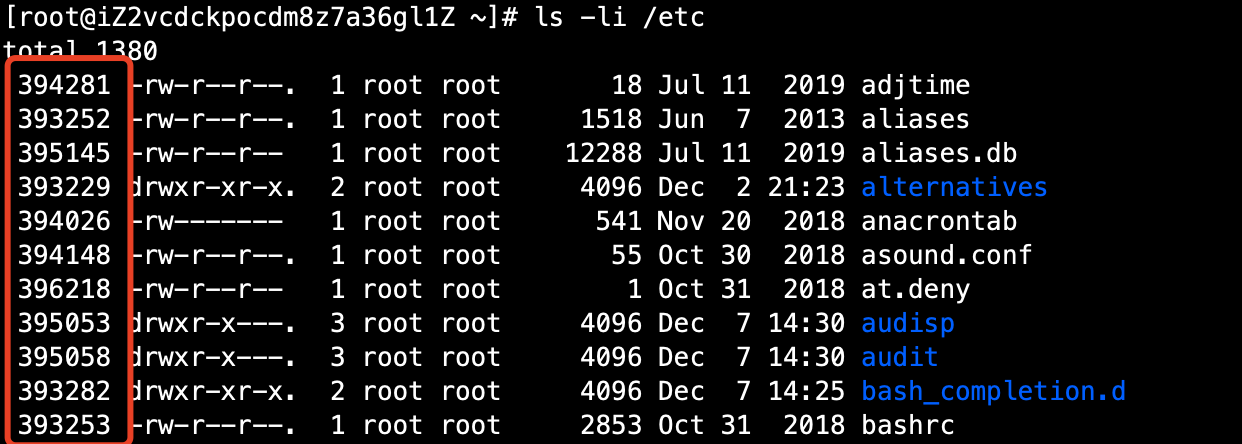 [root@iZ2vcdckpocdm8z7a36gl1Z ~]# ls -li /etc
total 1380
394281 -rw-r--r--.  1 root root      18 Jul 11  2019 adjtime
393252 -rw-r--r--.  1 root root    1518 Jun  7  2013 aliases
395145 -rw-r--r--   1 root root   12288 Jul 11  2019 aliases.db
393229 drwxr-xr-x.  2 root root    4096 Dec  2 21:23 alternatives
394026 -rw-------   1 root root     541 Nov 20  2018 anacrontab
394148 -rw-r--r--.  1 root root      55 Oct 30  2018 asound.conf
396218 -rw-r--r--   1 root root       1 Oct 31  2018 at.deny
395053 drwxr-x---.  3 root root    4096 Dec  7 14:30 audisp
395058 drwxr-x---.  3 root root    4096 Dec  7 14:30 audit
393282 drwxr-xr-x.  2 root root    4096 Dec  7 14:25 bash_completion.d
393253 -rw-r--r--.  1 root root    2853 Oct 31  2018 bashrc